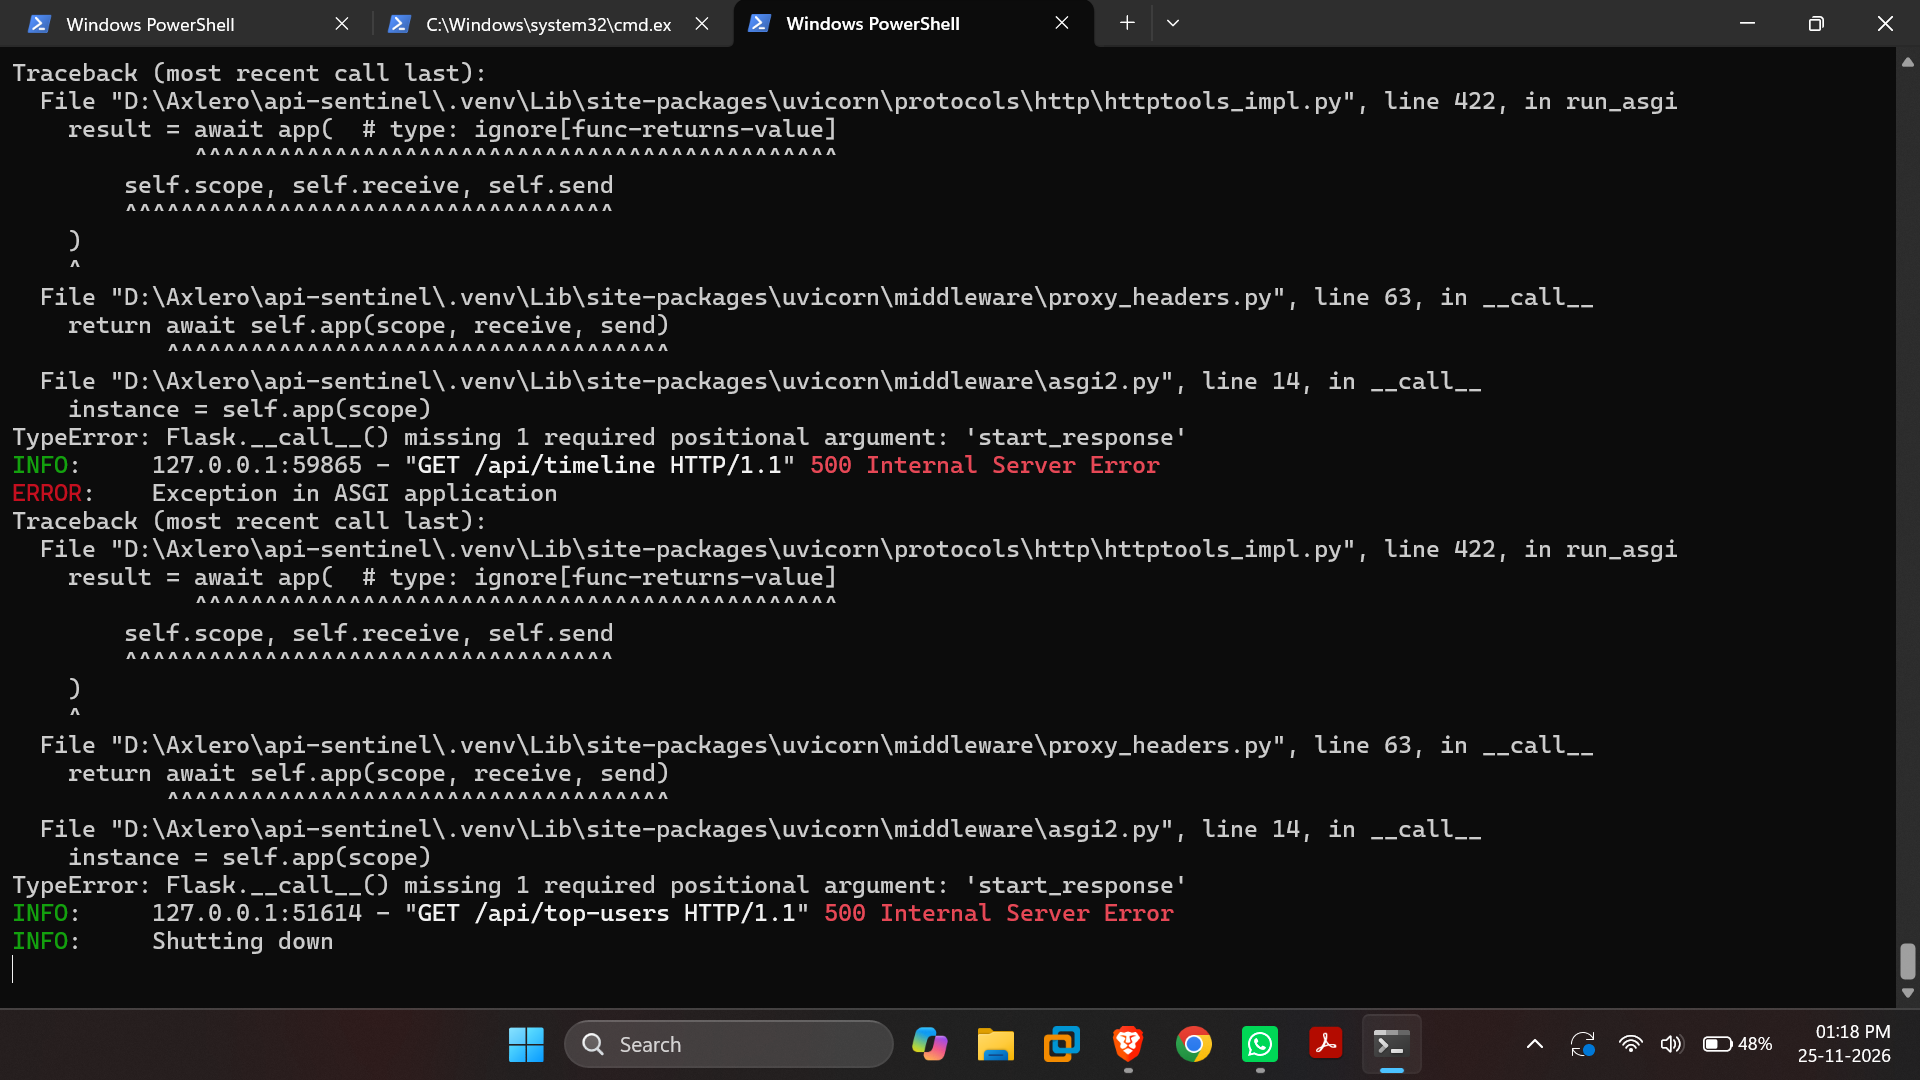 Windows PowerShell
C:\Windows\system32\cmd.ex
Windows PowerShell
Traceback (most recent call last):
  File "D:\Axlero\api-sentinel\.venv\Lib\site-packages\uvicorn\protocols\http\httptools_impl.py", line 422, in run_asgi
    result = await app(  # type: ignore[func-returns-value]
             ^^^^^^^^^^^^^^^^^^^^^^^^^^^^^^^^^^^^^^^^^^^^^^
        self.scope, self.receive, self.send
        ^^^^^^^^^^^^^^^^^^^^^^^^^^^^^^^^^^^
    )
    ^
  File "D:\Axlero\api-sentinel\.venv\Lib\site-packages\uvicorn\middleware\proxy_headers.py", line 63, in __call__
    return await self.app(scope, receive, send)
           ^^^^^^^^^^^^^^^^^^^^^^^^^^^^^^^^^^^^
  File "D:\Axlero\api-sentinel\.venv\Lib\site-packages\uvicorn\middleware\asgi2.py", line 14, in __call__
    instance = self.app(scope)
TypeError: Flask.__call__() missing 1 required positional argument: 'start_response'
INFO:     127.0.0.1:59865 - "GET /api/timeline HTTP/1.1" 500 Internal Server Error
ERROR:    Exception in ASGI application
Traceback (most recent call last):
  File "D:\Axlero\api-sentinel\.venv\Lib\site-packages\uvicorn\protocols\http\httptools_impl.py", line 422, in run_asgi
    result = await app(  # type: ignore[func-returns-value]
             ^^^^^^^^^^^^^^^^^^^^^^^^^^^^^^^^^^^^^^^^^^^^^^
        self.scope, self.receive, self.send
        ^^^^^^^^^^^^^^^^^^^^^^^^^^^^^^^^^^^
    )
    ^
  File "D:\Axlero\api-sentinel\.venv\Lib\site-packages\uvicorn\middleware\proxy_headers.py", line 63, in __call__
    return await self.app(scope, receive, send)
           ^^^^^^^^^^^^^^^^^^^^^^^^^^^^^^^^^^^^
  File "D:\Axlero\api-sentinel\.venv\Lib\site-packages\uvicorn\middleware\asgi2.py", line 14, in __call__
    instance = self.app(scope)
TypeError: Flask.__call__() missing 1 required positional argument: 'start_response'
INFO:     127.0.0.1:51614 - "GET /api/top-users HTTP/1.1" 500 Internal Server Error
INFO:     Shutting down
Search
48%
01:18 PM
25-11-2026